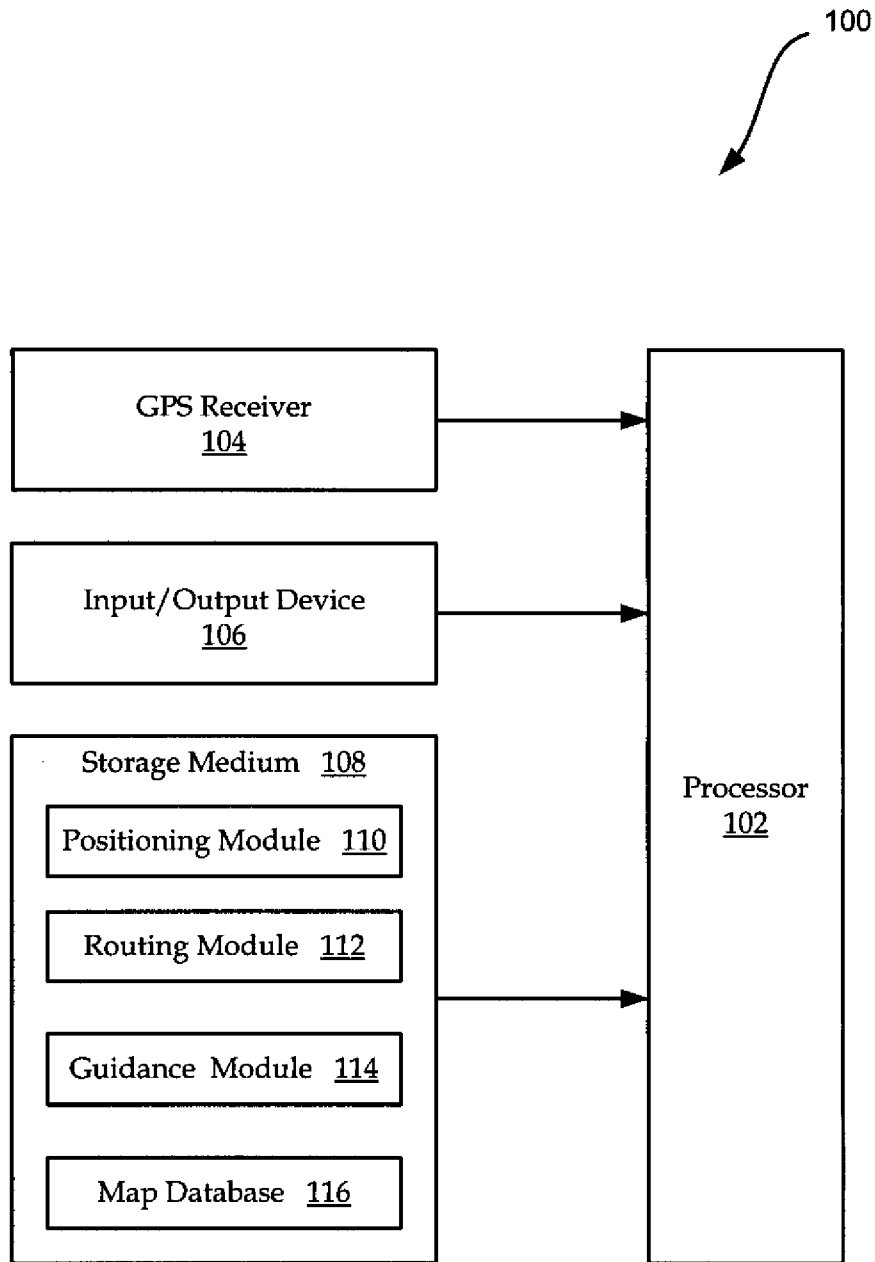 100
GPS Receiver
104
Input/Output Device
106
Storage Medium 108
Positioning Module 110
Routing Module 112
Guidance Module 114
Map Database 116
Processor
102